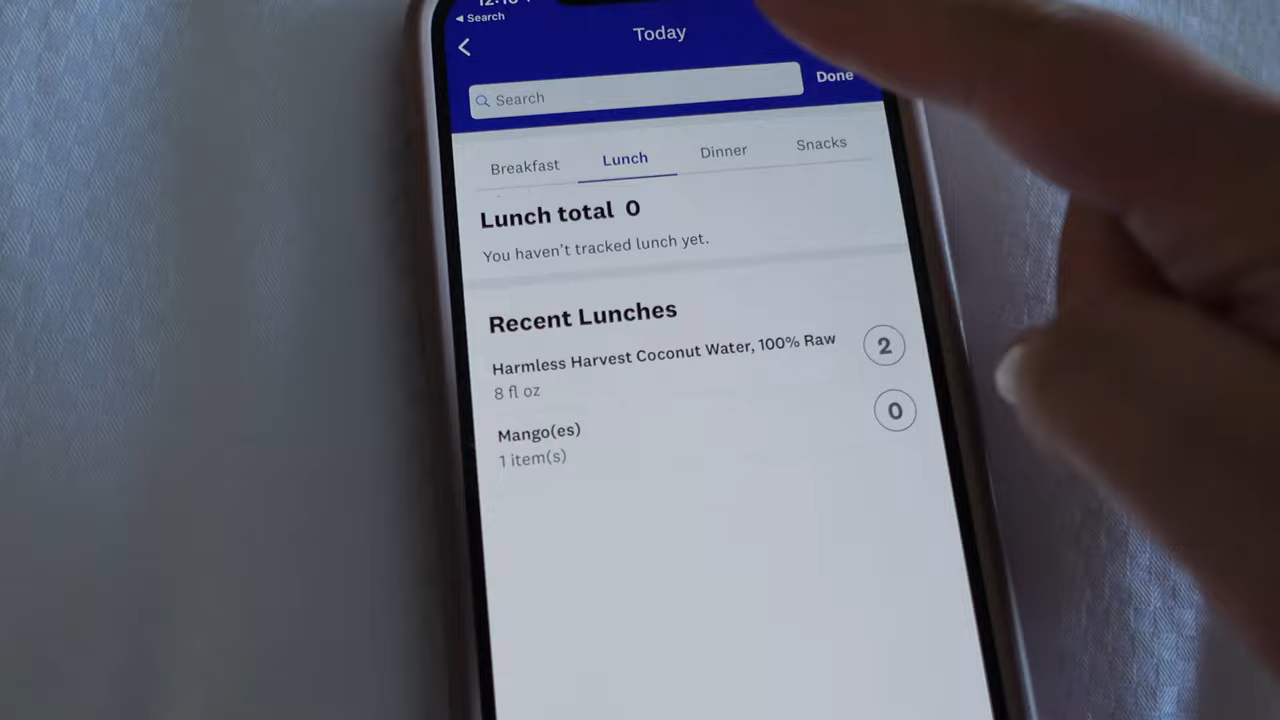 Search
Today
Search
Done
Breakfast Lunch Dinner Snacks
Lunch total 0
You haven't tracked lunch yet.
Recent Lunches
Harmless Harvest Coconut Water, 100% Raw
8 fl oz
2
Mango(es)
1 item(s)
0